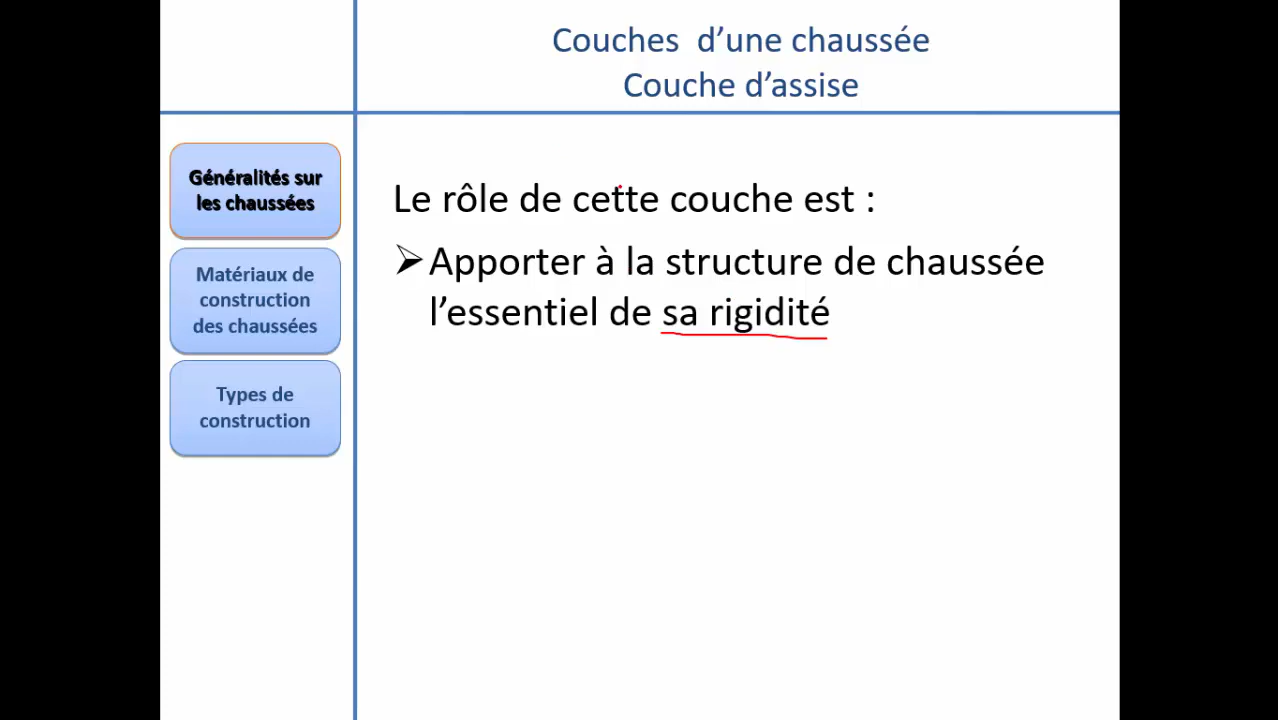 Couches d’une chaussée
Couche d’assise
Généralités sur
les chaussées
Matériaux de
construction
des chaussées
Types de
construction
Le rôle de cette couche est :
➢Apporter à la structure de chaussée
l’essentiel de sa rigidité